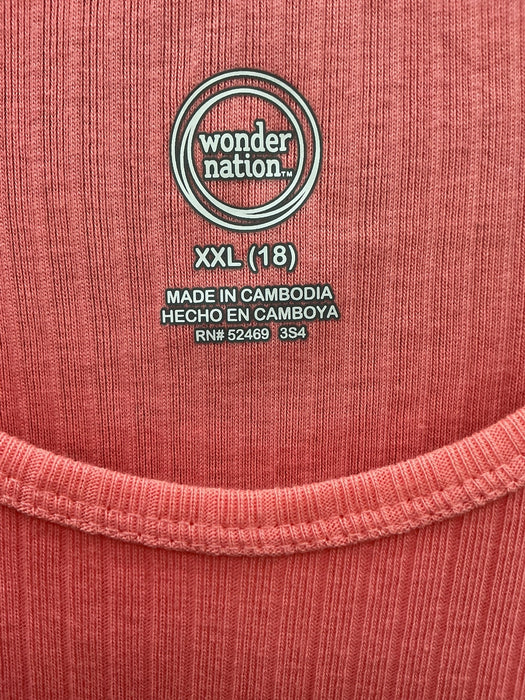 wonder
nation™
XXL (18)
MADE IN CAMBODIA
HECHO EN CAMBOYA
RN# 52469 3S4